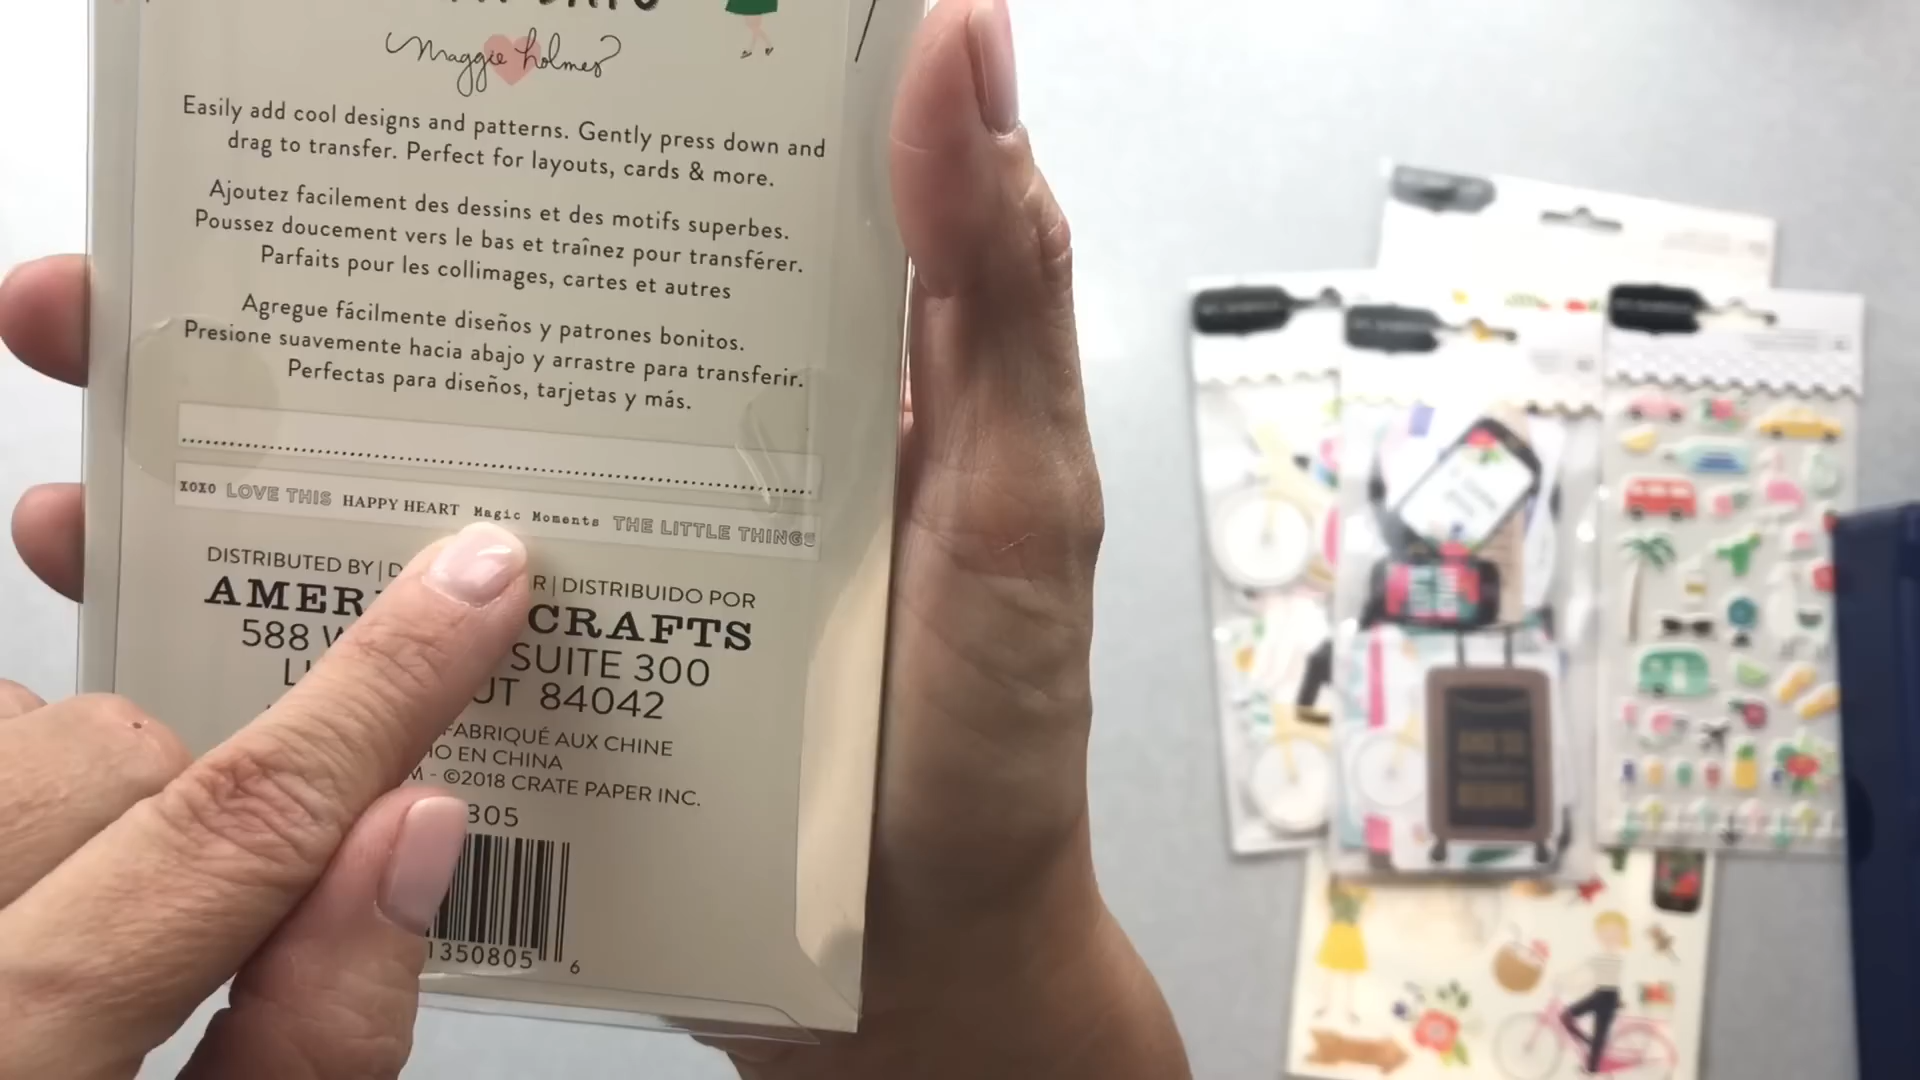 Maggie Holmes
Easily add cool designs and patterns. Gently press down and
drag to transfer. Perfect for layouts, cards & more.
Ajoutez facilement des dessins et des motifs superbes.
Poussez doucement vers le bas et traînez pour transférer.
Parfaits pour les collimages, cartes et autres
Agregue fácilmente diseños y patrones bonitos.
Presione suavemente hacia abajo y arrastre para transferir.
Perfectas para diseños, tarjetas y más.
XOXO LOVE THIS HAPPY HEART Magic Moments THE LITTLE THINGS
DISTRIBUTED BY | DISTRIBUIDO POR
CRAFTS
588 SUITE 300
UT 84042
FABRIQUÉ AUX CHINE
EN CHINA
©2018 CRATE PAPER INC.
305
1350805 6